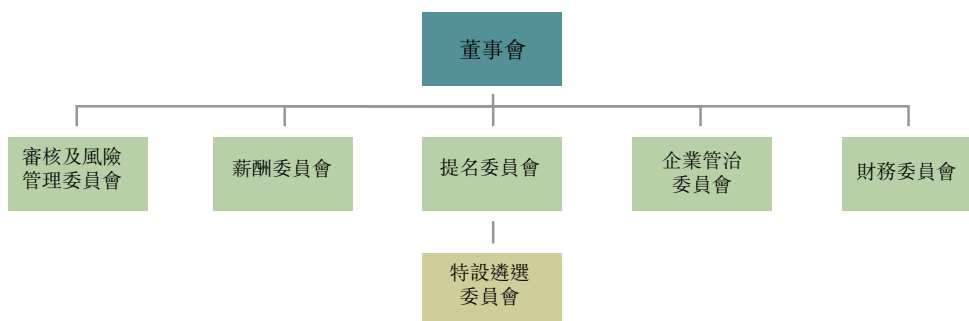 董事會
審核及風險
管理委員會
薪酬委員會
提名委員會
企業管治
委員會
財務委員會
特設遴選
委員會